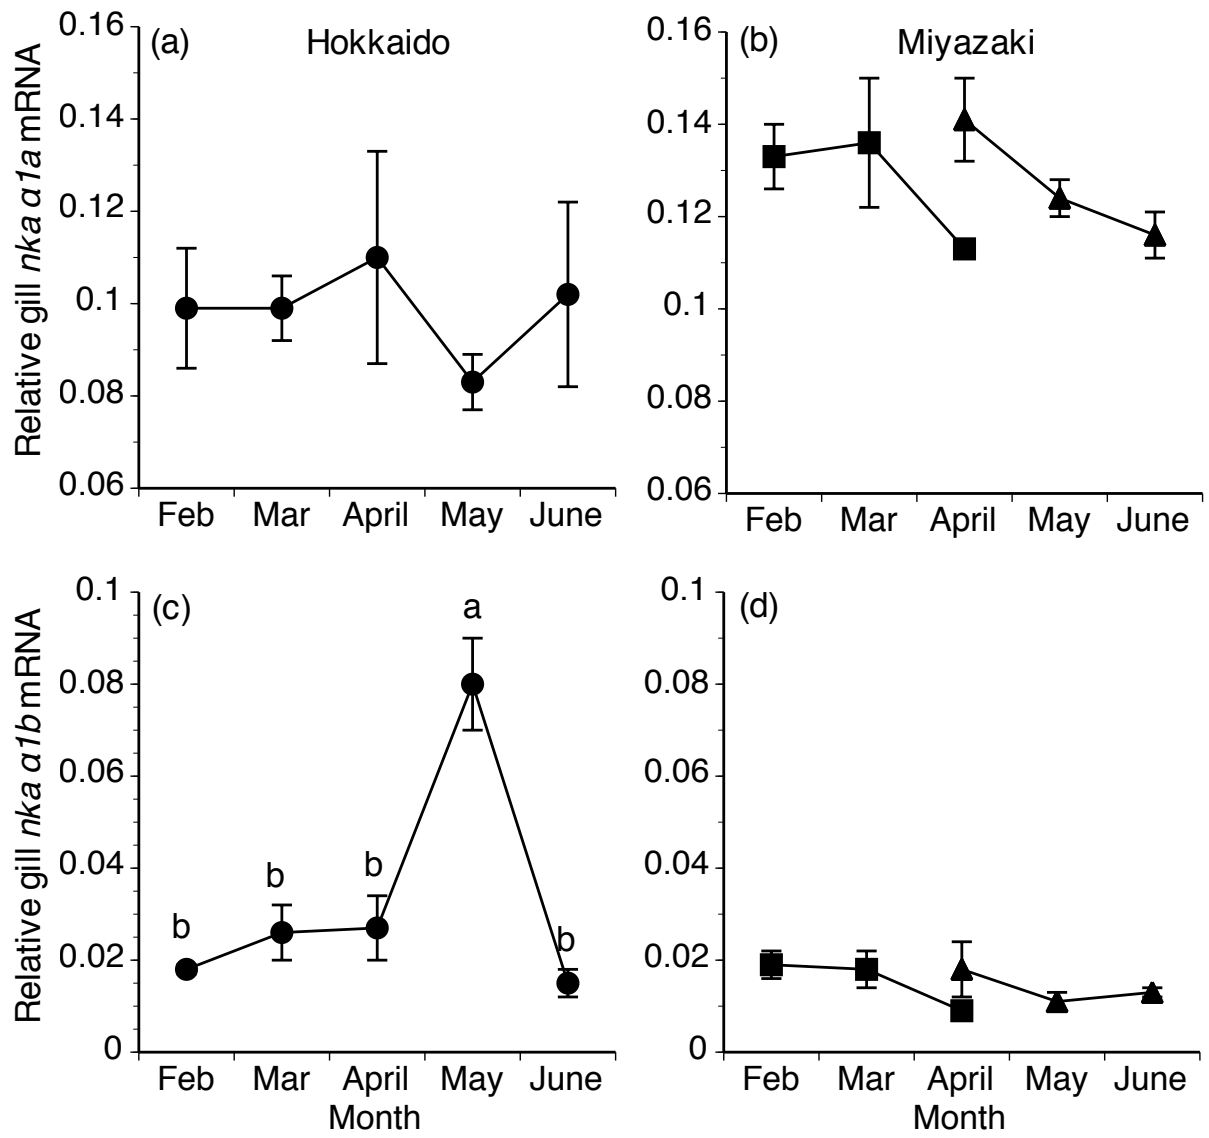 (a) Hokkaido
Relative gill nka α1a mRNA
0.16
0.14
0.12
0.1
0.08
0.06
Feb Mar April May June
(b) Miyazaki
0.16
0.14
0.12
0.1
0.08
0.06
Feb Mar April May June
(c)
Relative gill nka α1b mRNA
0.1
0.08
0.06
0.04
0.02
0
b
b
b
a
b
Feb Mar April May June
Month
(d)
0.1
0.08
0.06
0.04
0.02
0
Feb Mar April May June
Month